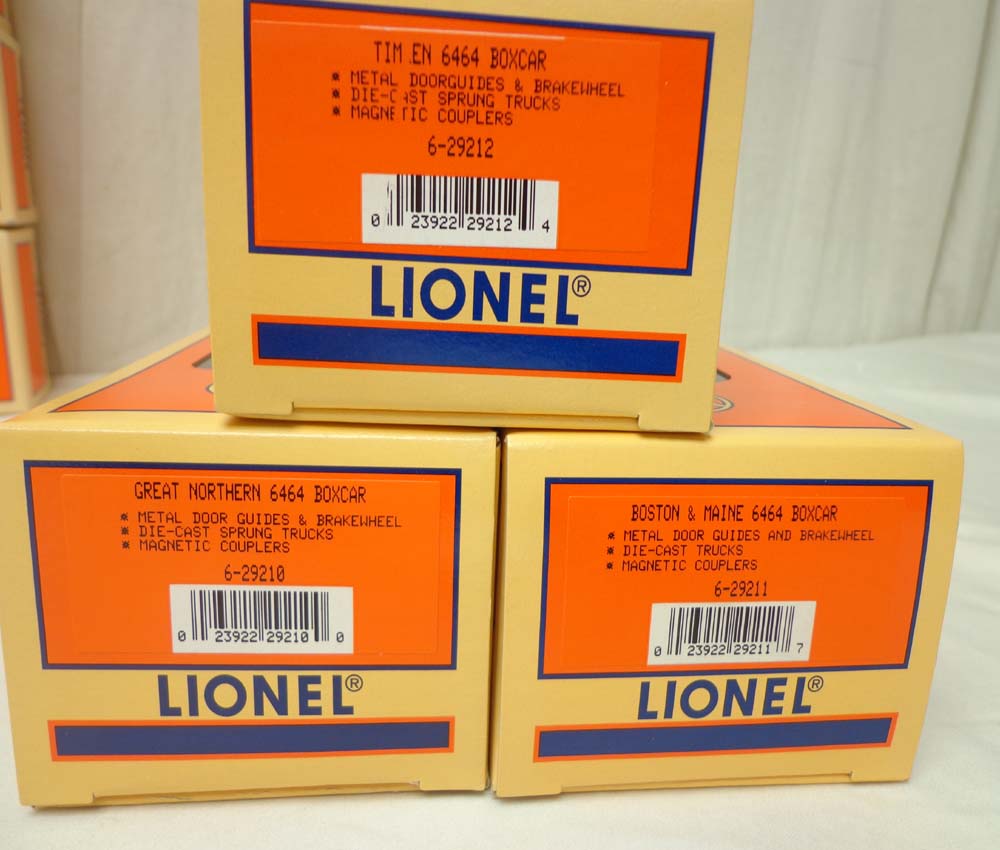 TIM EN 6464 BOXCAR
* METAL DOORGUIDES & BRAKEWHEEL
* DIE-CAST SPRUNG TRUCKS
* MAGNETIC COUPLERS
6-29212
0 23922 29212 4
LIONEL®
GREAT NORTHERN 6464 BOXCAR
* METAL DOOR GUIDES & BRAKEWHEEL
* DIE-CAST SPRUNG TRUCKS
* MAGNETIC COUPLERS
6-29210
0 23922 29210 0
LIONEL®
BOSTON & MAINE 6464 BOXCAR
* METAL DOOR GUIDES AND BRAKEWHEEL
* DIE-CAST TRUCKS
* MAGNETIC COUPLERS
6-29211
0 23922 29211 7
LIONEL®